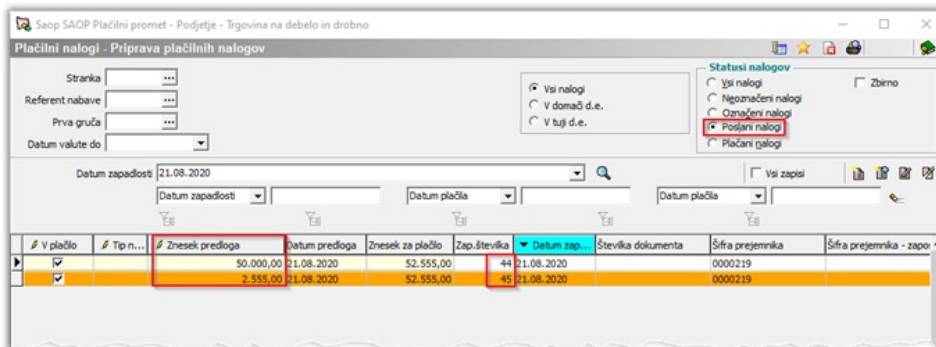 Saop SAOP Plačilni promet - Podjetje - Trgovina na debelo in drobno
Plačilni nalogi - Priprava plačilnih nalogov
Stranka
Referent nabave
Prva gruča
Datum valute do
Vsi nalogi
V domači d.e.
V tuji d.e.
Statusi nalogov
Vsi nalogi
Neoznačeni nalogi
Označeni nalogi
Poslani nalogi
Plačani nalogi
Zbirno
Datum zapadlosti 21.08.2020
Vsi zapisi
Datum zapadlosti Datum plačila Datum plačila
V plačilo Tip n... Znesek predloga Datum predloga Znesek za plačilo Zap.številka Datum zap... Številka dokumenta Šifra prejemnika Šifra prejemnika - zapo
50.000,00 21.08.2020 52.555,00 44 21.08.2020 0000219
2.555,00 21.08.2020 52.555,00 45 21.08.2020 0000219